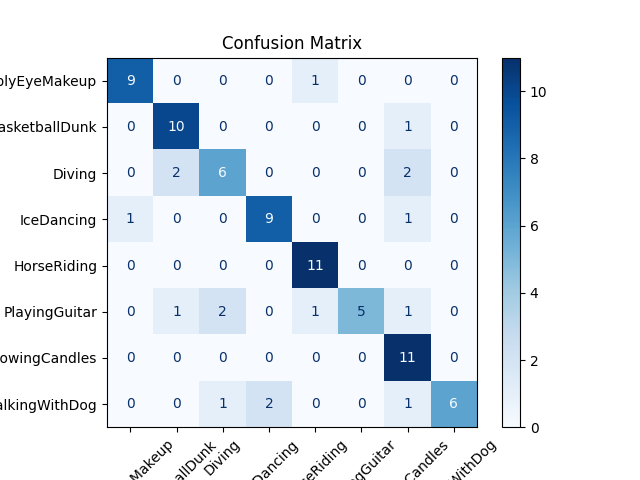 Confusion Matrix
plyEyeMakeup 9 0 0 0 1 0 0 0
asketballDunk 0 10 0 0 0 0 1 0
Diving 0 2 6 0 0 0 2 0
IceDancing 1 0 0 9 0 0 1 0
HorseRiding 0 0 0 0 11 0 0 0
PlayingGuitar 0 1 2 0 1 5 1 0
owingCandles 0 0 0 0 0 0 11 0
alkingWithDog 0 0 1 2 0 0 1 6
Makeup allDunk Diving Dancing eRiding gGuitar Candles WithDog
10
8
6
4
2
0